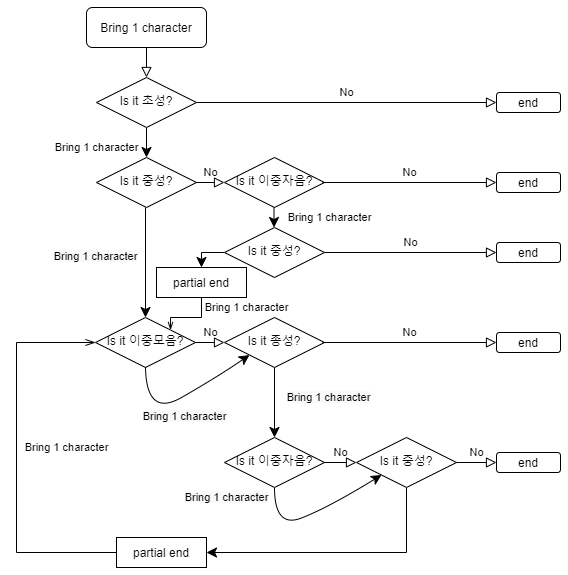 Bring 1 character
Is it 초성?
No
end
Bring 1 character
Is it 중성?
No
Is it 이중자음?
No
end
Bring 1 character
Is it 중성?
No
end
Bring 1 character
partial end
Bring 1 character
Is it 이중모음?
No
Is it 종성?
No
end
Bring 1 character
Bring 1 character
Bring 1 character
Is it 이중자음?
No
Is it 중성?
No
end
Bring 1 character
partial end